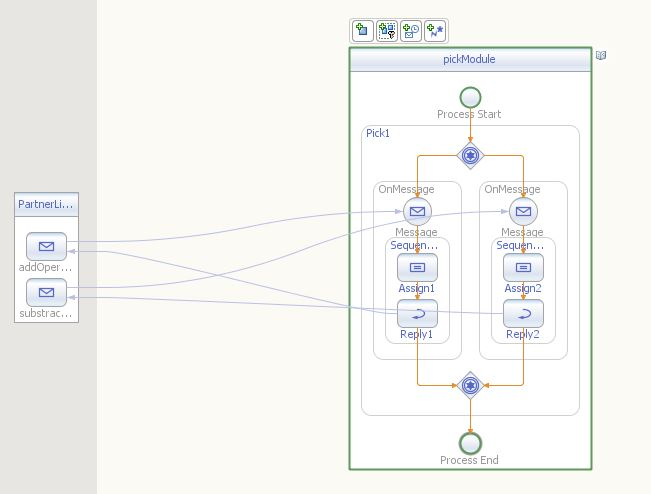 pickModule
Process Start
Pick1
OnMessage OnMessage
PartnerLi...
Message Message
Sequen... Sequen...
addOper...
Assign1 Assign2
substrac...
Reply1 Reply2
Process End